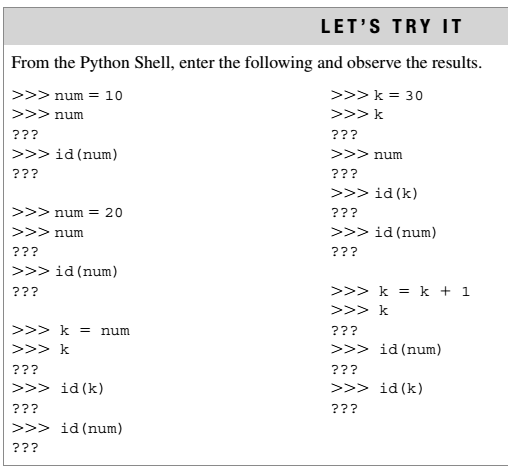 LET'S TRY IT
From the Python Shell, enter the following and observe the results.
>>> num = 10
>>> num
???
>>> id(num)
???
>>> num = 20
>>> num
???
>>> id(num)
???
>>> k = num
>>> k
???
>>> id(k)
???
>>> id(num)
???
>>> k = 30
>>> k
???
>>> num
???
>>> id(k)
???
>>> id(num)
???
>>> k = k + 1
>>> k
???
>>> id(num)
???
>>> id(k)
???